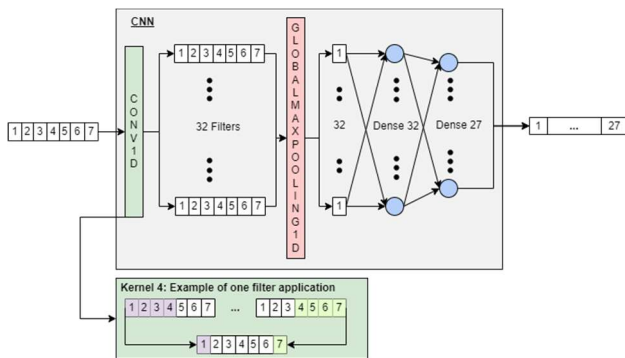 CNN
CONV1D
1 2 3 4 5 6 7
1 2 3 4 5 6 7
32 Filters
1 2 3 4 5 6 7
GLOBALMAXPOOLING1D
1
32
1
Dense 32
Dense 27
1 ... 27
Kernel 4: Example of one filter application
1 2 3 4 5 6 7 ... 1 2 3 4 5 6 7
1 2 3 4 5 6 7